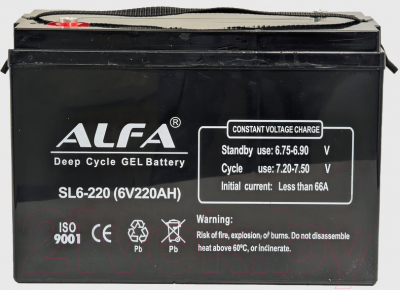 ALFA®
Deep Cycle GEL Battery
SL6-220 (6V220AH)
ISO
9001
CE
Pb
Pb
CONSTANT VOLTAGE CHARGE
Standby use: 6.75-6.90 V
Cycle use: 7.20-7.50 V
Initial current: Less than 66A
Warning:
Risk of fire, explosion, of burns. Do not disassemble
heat above 60°C, or incinerate.